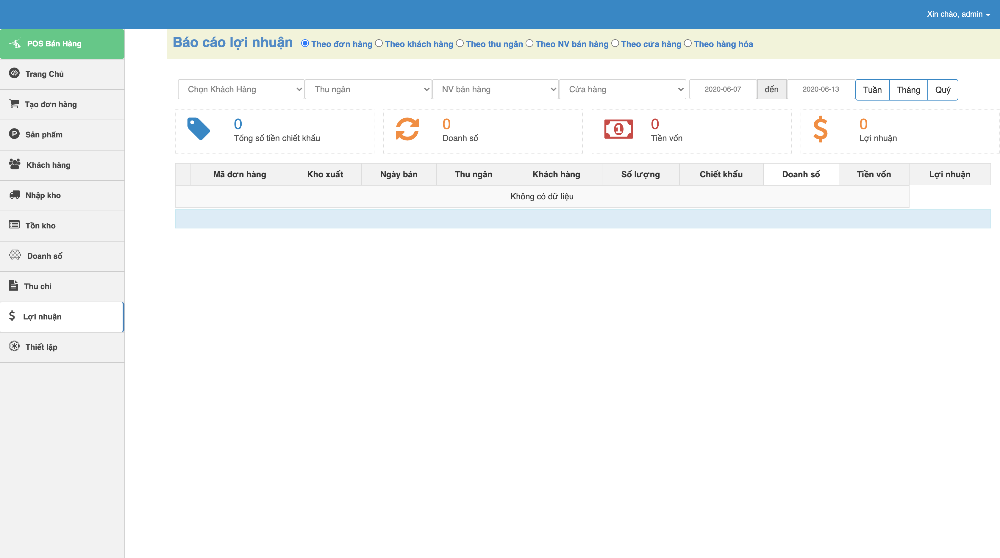 Xin chào, admin
POS Bán Hàng
Trang Chủ
Tạo đơn hàng
Sản phẩm
Khách hàng
Nhập kho
Tồn kho
Doanh số
Thu chi
Lợi nhuận
Thiết lập
Báo cáo lợi nhuận Theo đơn hàng Theo khách hàng Theo thu ngân Theo NV bán hàng Theo cửa hàng Theo hàng hóa
Chọn Khách Hàng Thu ngân NV bán hàng Cửa hàng 2020-06-07 đến 2020-06-13 Tuần Tháng Quý
0 0 1 0 0
Tổng số tiền chiết khấu Doanh số Tiền vốn Lợi nhuận
Mã đơn hàng Kho xuất Ngày bán Thu ngân Khách hàng Số lượng Chiết khấu Doanh số Tiền vốn Lợi nhuận
Không có dữ liệu